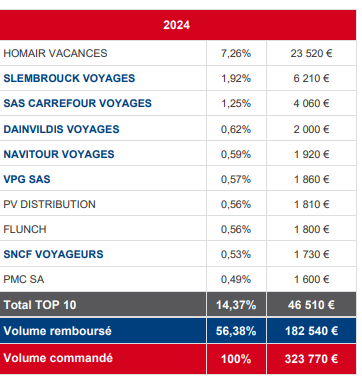 2024
HOMAIR VACANCES 7,26% 23 520 €
SLEMBROUCK VOYAGES 1,92% 6 210 €
SAS CARREFOUR VOYAGES 1,25% 4 060 €
DAINVILDIS VOYAGES 0,62% 2 000 €
NAVITOUR VOYAGES 0,59% 1 920 €
VPG SAS 0,57% 1 860 €
PV DISTRIBUTION 0,56% 1 810 €
FLUNCH 0,56% 1 800 €
SNCF VOYAGEURS 0,53% 1 730 €
PMC SA 0,49% 1 600 €
Total TOP 10 14,37% 46 510 €
Volume remboursé 56,38% 182 540 €
Volume commandé 100% 323 770 €